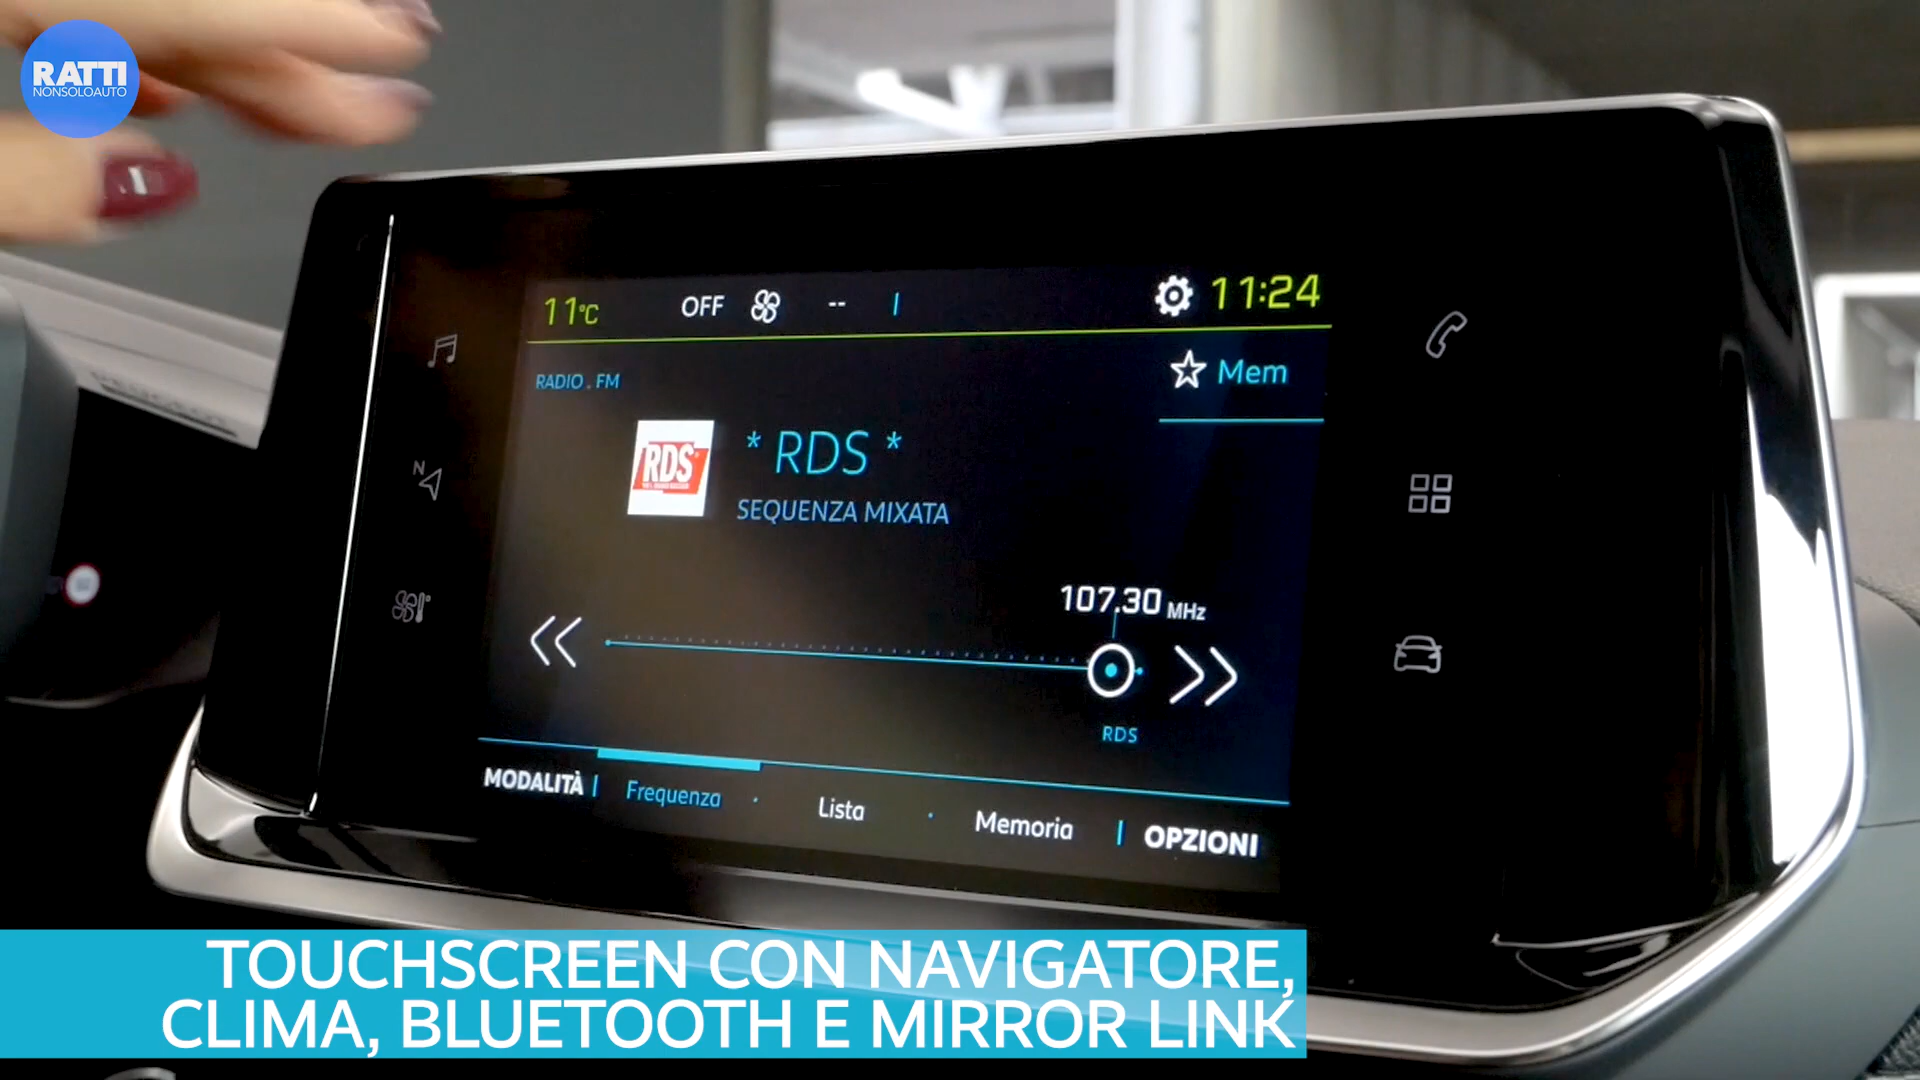 RATTI
NONSOLOAUTO
11°C OFF -- 11:24
RADIO . FM
Mem
RDS
* RDS *
SEQUENZA MIXATA
107.30 MHz
RDS
MODALITÀ Frequenza Lista Memoria OPZIONI
N
TOUCHSCREEN CON NAVIGATORE,
CLIMA, BLUETOOTH E MIRROR LINK